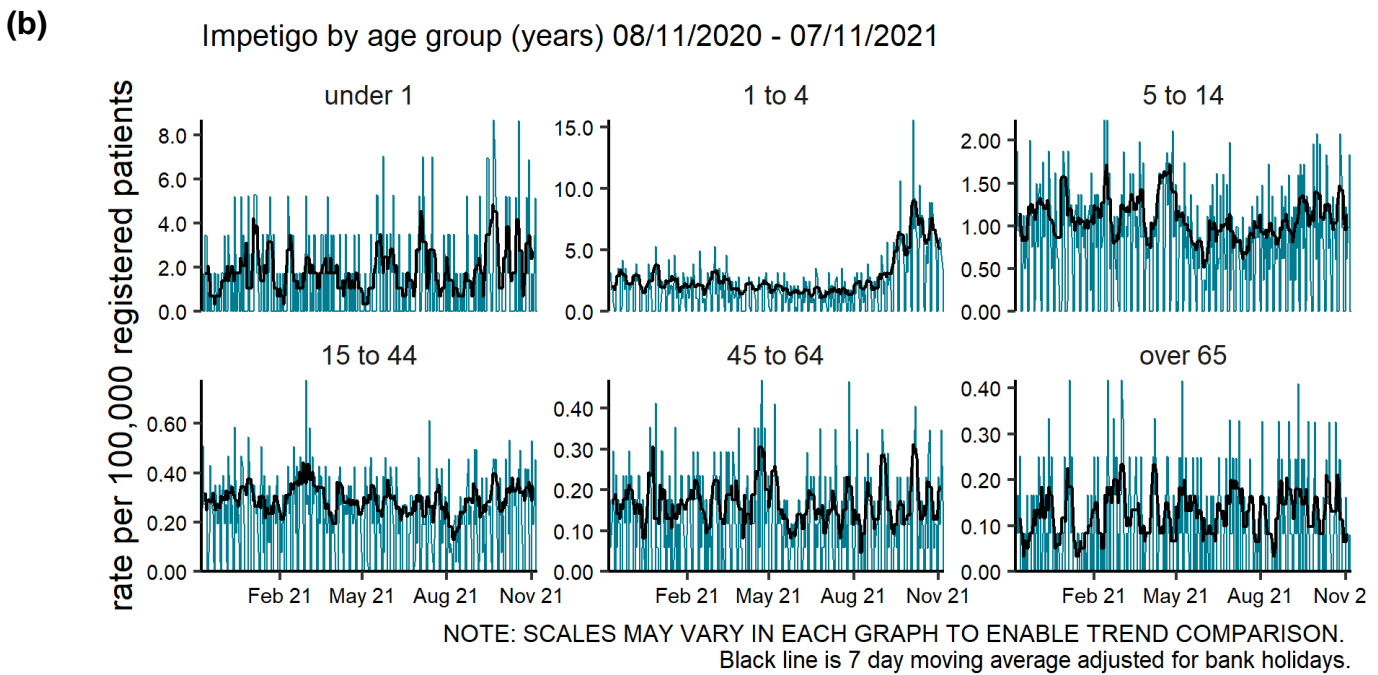 (b)
Impetigo by age group (years) 08/11/2020 - 07/11/2021
rate per 100,000 registered patients
under 1
1 to 4
5 to 14
8.0
6.0
4.0
2.0
0.0
15.0
10.0
5.0
0.0
2.00
1.50
1.00
0.50
0.00
15 to 44
45 to 64
over 65
0.60
0.40
0.20
0.00
0.40
0.30
0.20
0.10
0.00
0.40
0.30
0.20
0.10
0.00
Feb 21 May 21 Aug 21 Nov 21
Feb 21 May 21 Aug 21 Nov 21
Feb 21 May 21 Aug 21 Nov 2
NOTE: SCALES MAY VARY IN EACH GRAPH TO ENABLE TREND COMPARISON.
Black line is 7 day moving average adjusted for bank holidays.